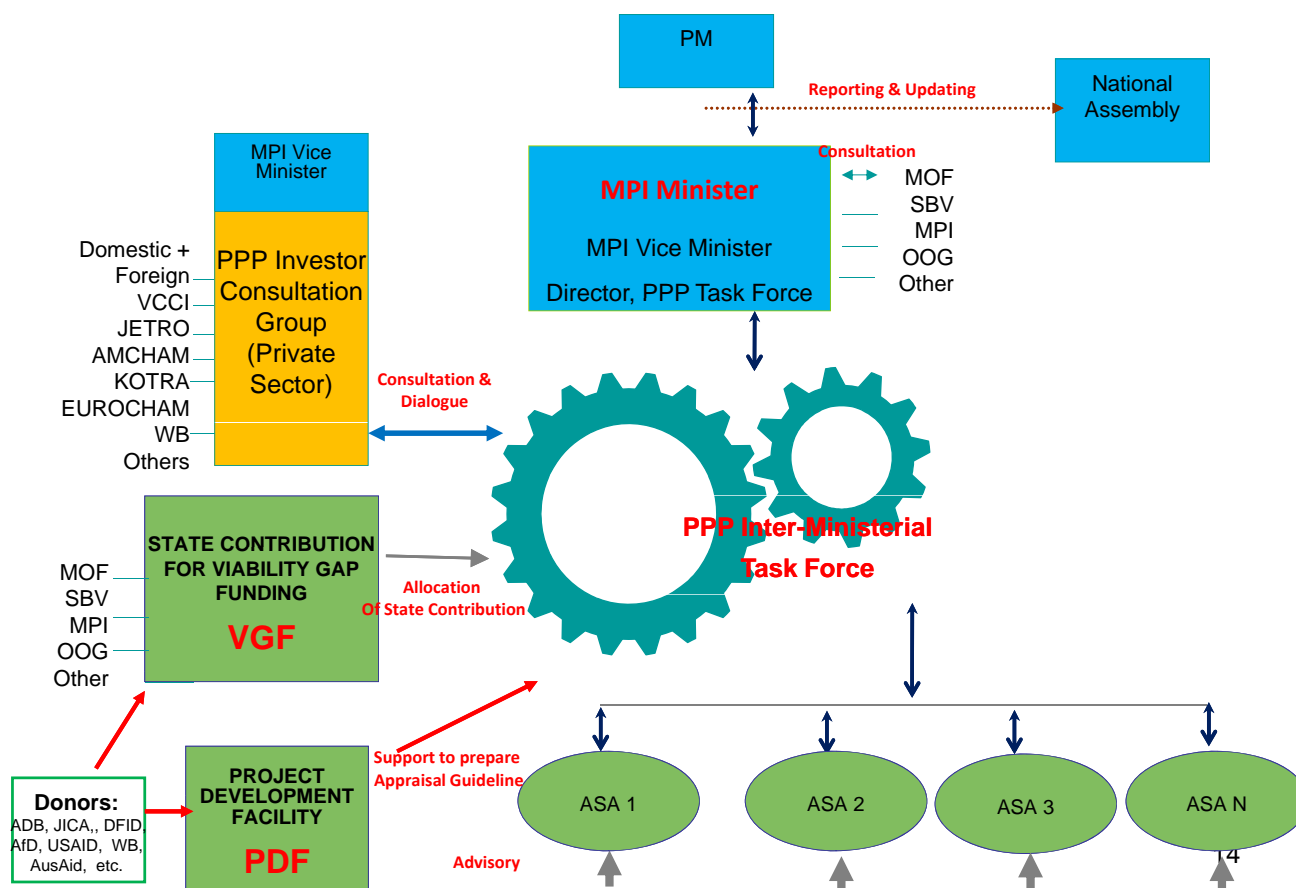 PM
Reporting & Updating
National
Assembly
MPI Vice
Minister
Consultation
MPI Minister
MPI Vice Minister
Director, PPP Task Force
MOF
SBV
MPI
OOG
Other
Domestic +
Foreign
VCCI
JETRO
AMCHAM
KOTRA
EUROCHAM
WB
Others
PPP Investor
Consultation
Group
(Private
Sector)
Consultation &
Dialogue
PPP Inter-Ministerial
Task Force
STATE CONTRIBUTION
FOR VIABILITY GAP
FUNDING
VGF
MOF
SBV
MPI
OOG
Other
Allocation
Of State Contribution
Support to prepare
Appraisal Guideline
PROJECT
DEVELOPMENT
FACILITY
PDF
Donors:
ADB, JICA,, DFID,
AfD, USAID, WB,
AusAid, etc.
Advisory
ASA 1
ASA 2
ASA 3
ASA N
14